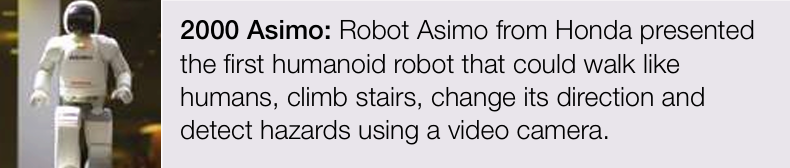 2000 Asimo: Robot Asimo from Honda presented
the first humanoid robot that could walk like
humans, climb stairs, change its direction and
detect hazards using a video camera.